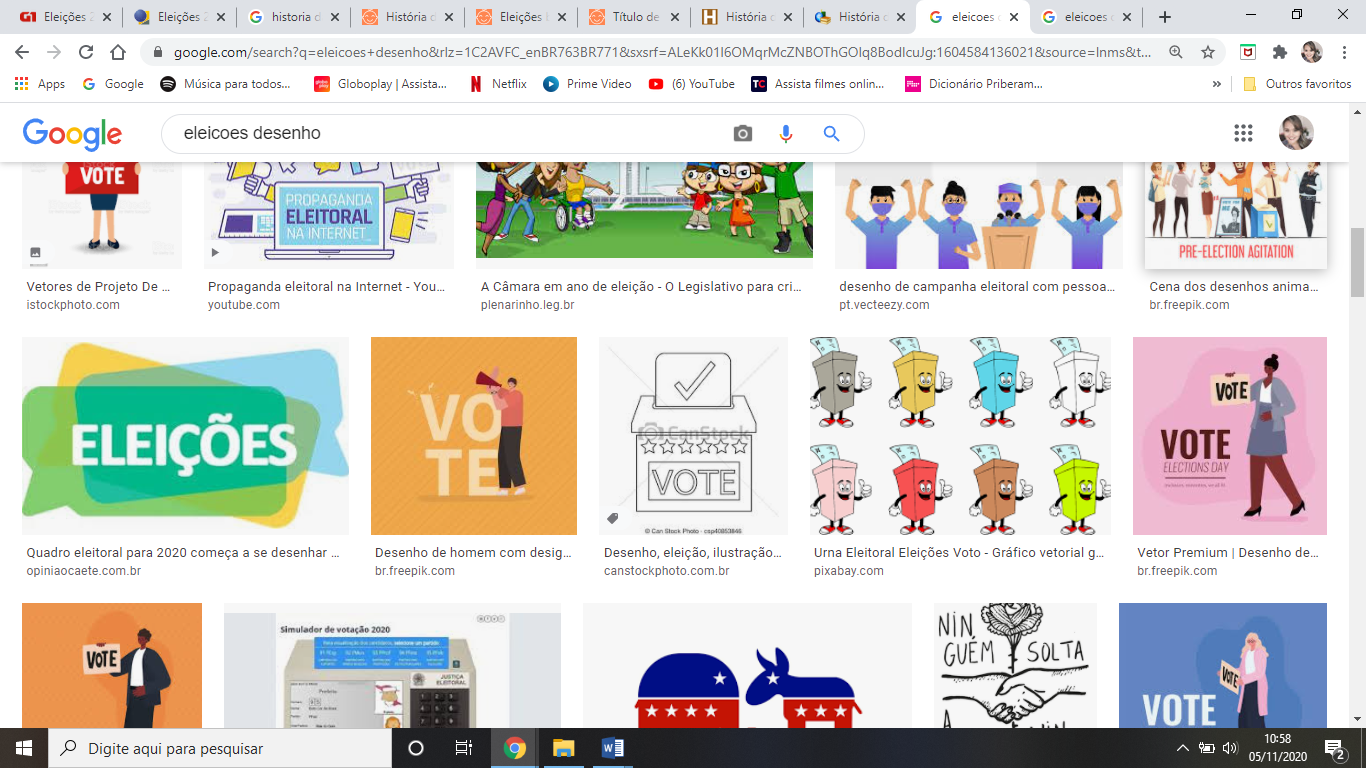 Eleições 2
Eleições 2
historia d
História d
Eleições b
Título de
História d
História d
eleicoes d
eleicoes d
google.com/search?q=eleicoes+desenho&rlz=1C2AVFC_enBR763BR771&sxsrf=ALeKk01I6OMqrMcZNBOThGOlq8BodIcuJg:1604584136021&source=lnms&t...
Apps
Google
Música para todos...
Globoplay | Assista...
Netflix
Prime Video
(6) YouTube
Assista filmes onlin...
Dicionário Priberam...
»
Outros favoritos
Google
eleicoes desenho
VOTE
PROPAGANDA
ELEITORAL
NA INTERNET
PRE-ELECTION AGITATION
Vetores de Projeto De ...
istockphoto.com
Propaganda eleitoral na Internet - You...
youtube.com
A Câmara em ano de eleição - O Legislativo para cri...
plenarinho.leg.br
desenho de campanha eleitoral com pessoa...
pt.vecteezy.com
Cena dos desenhos anima...
br.freepik.com
ELEIÇÕES
VO
TE
CanStock
VOTE
© Can Stock Photo - csp40853846
VOTE
VOTE
ELECTIONS DAY
Quadro eleitoral para 2020 começa a se desenhar ...
opiniaocaete.com.br
Desenho de homem com desig...
br.freepik.com
Desenho, eleição, ilustração...
canstockphoto.com.br
Urna Eleitoral Eleições Voto - Gráfico vetorial g...
pixabay.com
Vetor Premium | Desenho de...
br.freepik.com
VOTE
Simulador de votação 2020
JUSTIÇA
ELEITORAL
Prefeito
NIN
GUÉM SOLTA
A
VOTE
VOTE
Digite aqui para pesquisar
10:58
05/11/2020
2